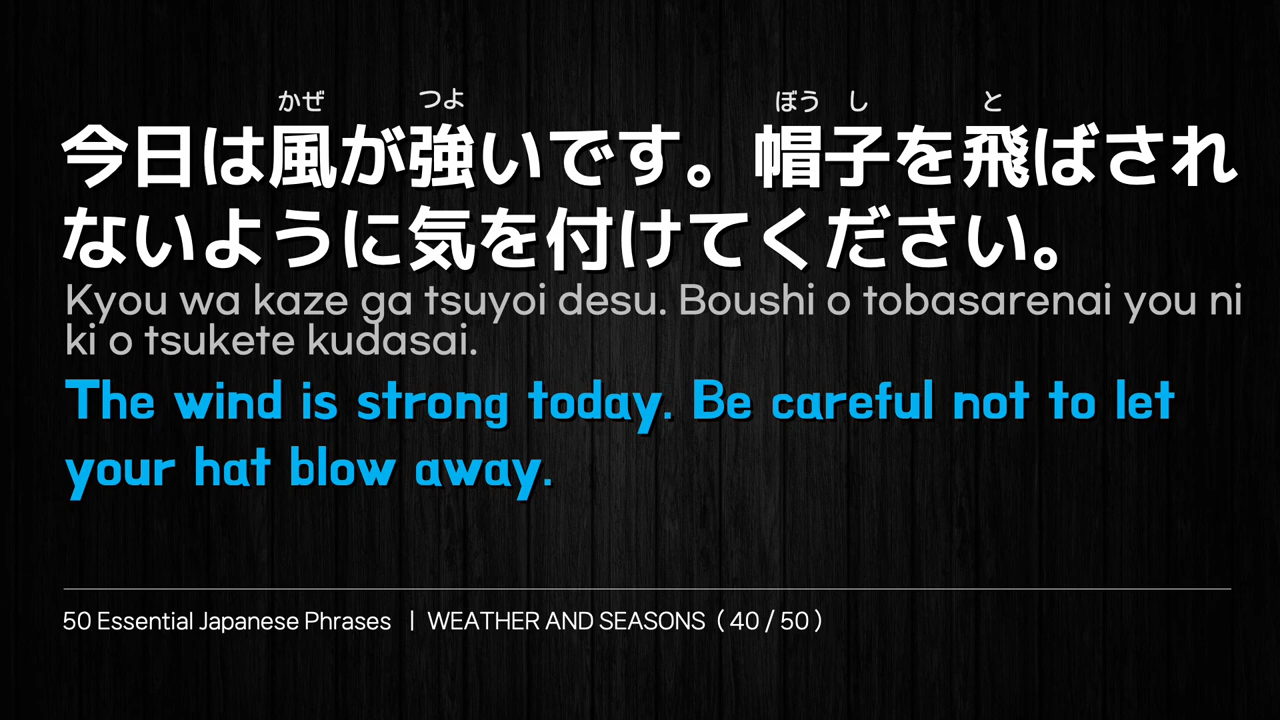 かぜ つよ ぼう し と
今日は風が強いです。帽子を飛ばされ
ないように気を付けてください。
Kyou wa kaze ga tsuyoi desu. Boushi o tobasarenai you ni
ki o tsukete kudasai.
The wind is strong today. Be careful not to let
your hat blow away.
50 Essential Japanese Phrases | WEATHER AND SEASONS ( 40 / 50 )